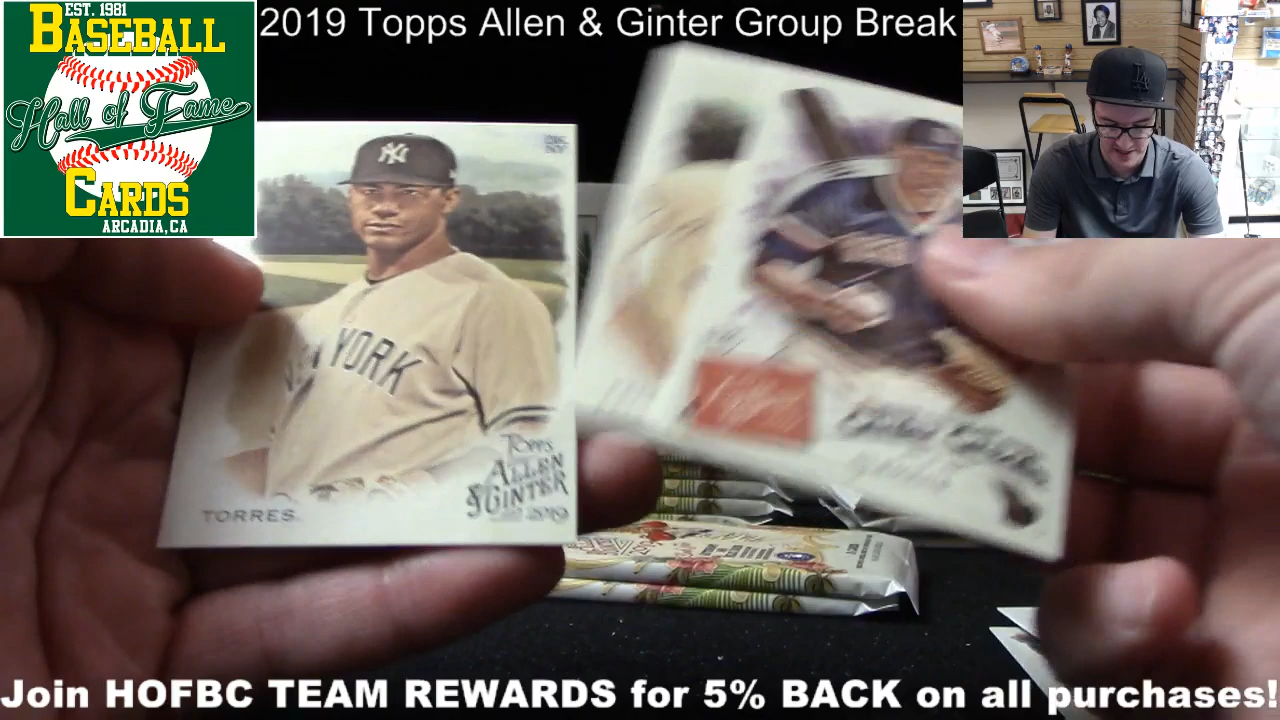 EST. 1981
BASEBALL
Hall of Fame
CARDS
ARCADIA, CA
2019 Topps Allen & Ginter Group Break
NY
NEW YORK
TORRES
TOPPS
ALLEN
& GINTER
2019
LA
Join HOFBC TEAM REWARDS for 5% BACK on all purchases!